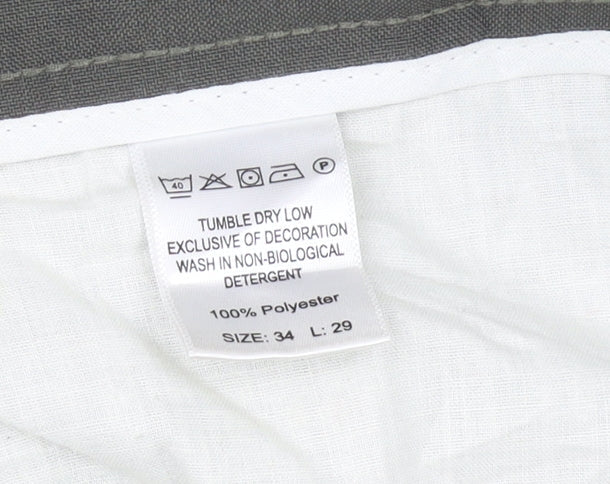 40 P
TUMBLE DRY LOW
EXCLUSIVE OF DECORATION
WASH IN NON-BIOLOGICAL
DETERGENT
100% Polyester
SIZE: 34 L: 29